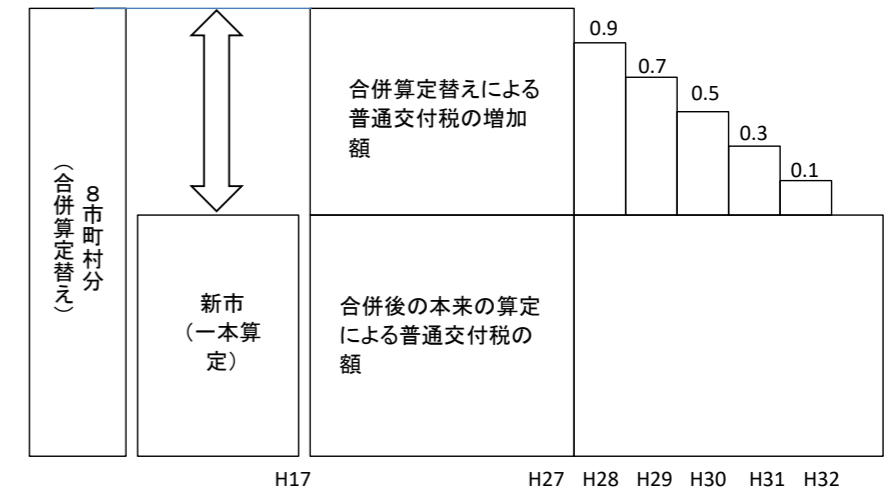 8市町村分
（合併算定替え）
新市
（一本算
定）
合併算定替えによる
普通交付税の増加
額
合併後の本来の算定
による普通交付税の
額
0.9
0.7
0.5
0.3
0.1
H17
H27
H28
H29
H30
H31
H32